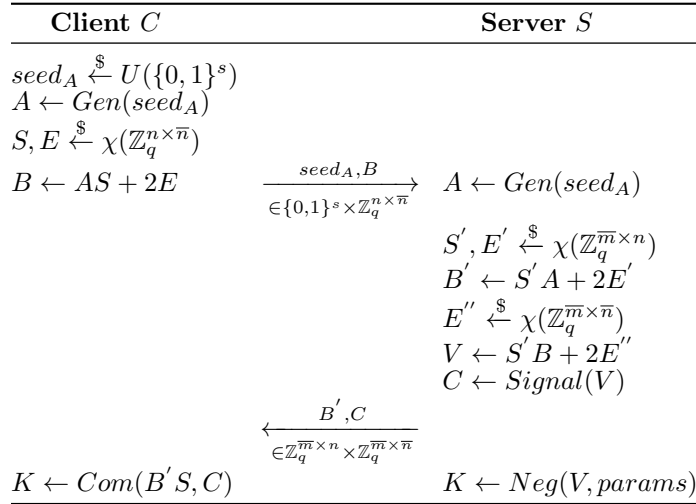 Client C Server S
seed_A ←$ U({0, 1}^s)
A ← Gen(seed_A)
S, E ←$ χ(ℤ_q^{n×n̅})
B ← AS + 2E seed_A,B → ∈{0,1}^s×ℤ_q^{n×n̅} A ← Gen(seed_A)
S', E' ←$ χ(ℤ_q^{m̅×n})
B' ← S'A + 2E'
E'' ←$ χ(ℤ_q^{m̅×n̅})
V ← S'B + 2E''
C ← Signal(V)
B',C ← ∈ℤ_q^{m̅×n}×ℤ_q^{m̅×n̅}
K ← Com(B'S, C) K ← Neg(V, params)